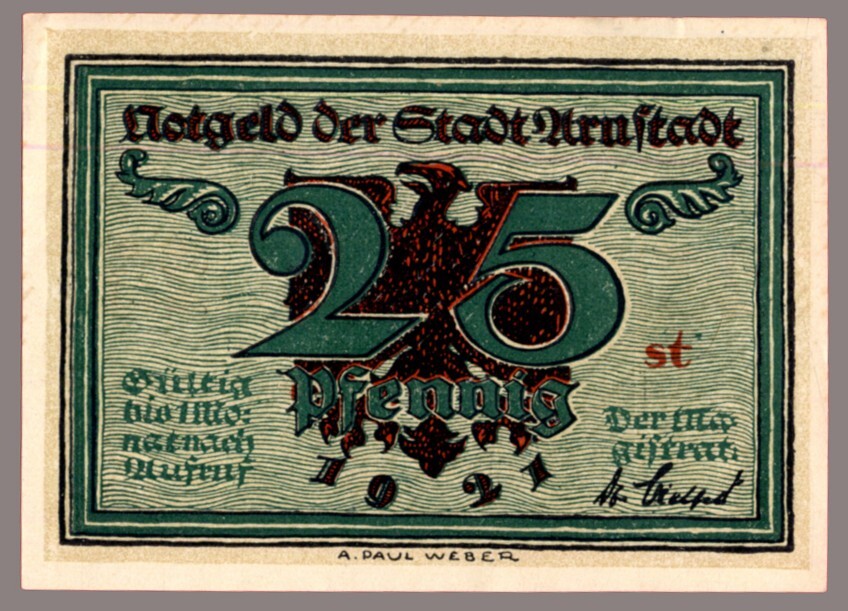 Notgeld der Stadt Arnstadt
25
st
Pfennig
Gültig
bis 1 Mo-
nat nach
Aufruf
Der Ma-
gistrat.
1921
A. PAUL WEBER